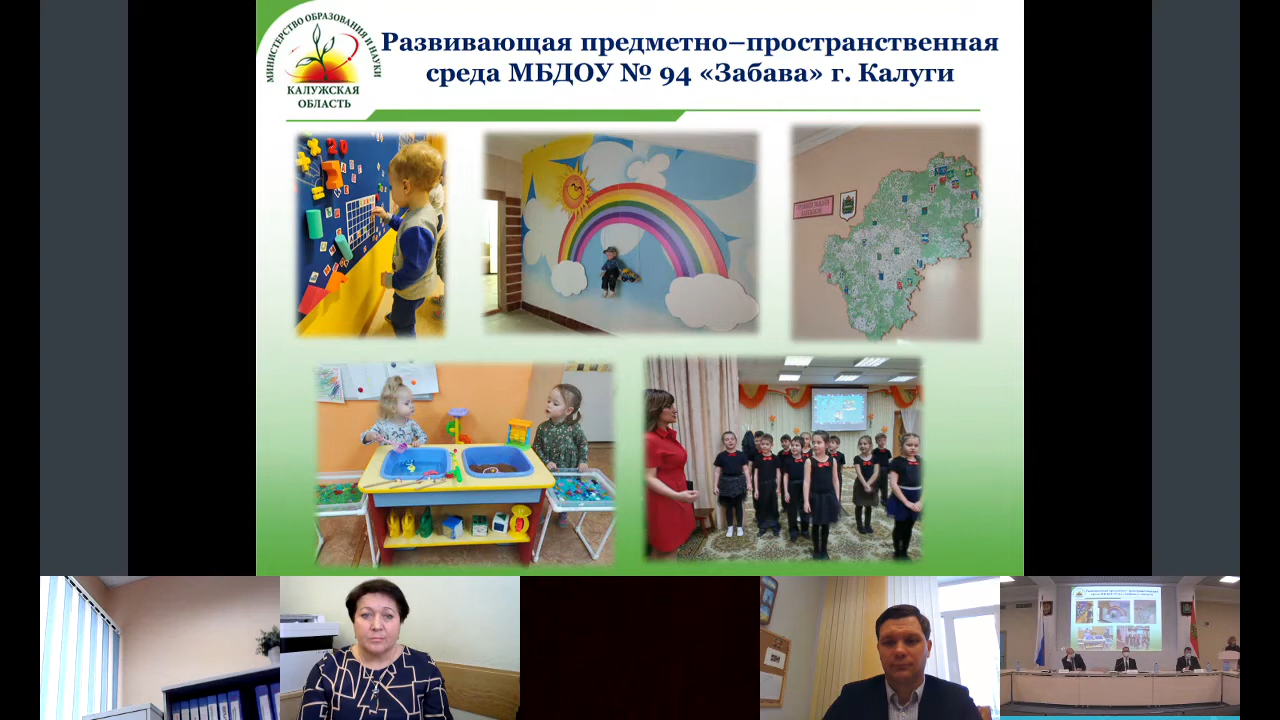 МИНИСТЕРСТВО ОБРАЗОВАНИЯ И НАУКИ
КАЛУЖСКАЯ
ОБЛАСТЬ
Развивающая предметно–пространственная
среда МБДОУ № 94 «Забава» г. Калуги